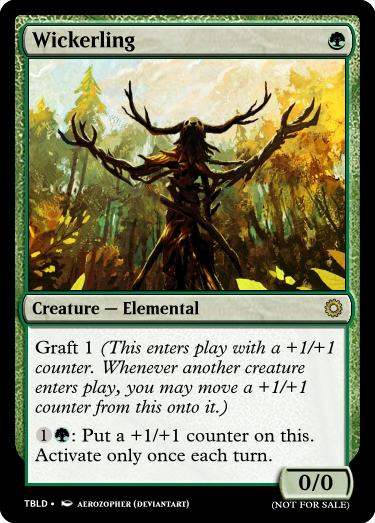 Wickerling
Creature — Elemental
Graft 1 (This enters play with a +1/+1
counter. Whenever another creature
enters play, you may move a +1/+1
counter from this onto it.)
1: Put a +1/+1 counter on this.
Activate only once each turn.
0/0
TBLD • AEROZOPHER (DEVIANTART)
(NOT FOR SALE)